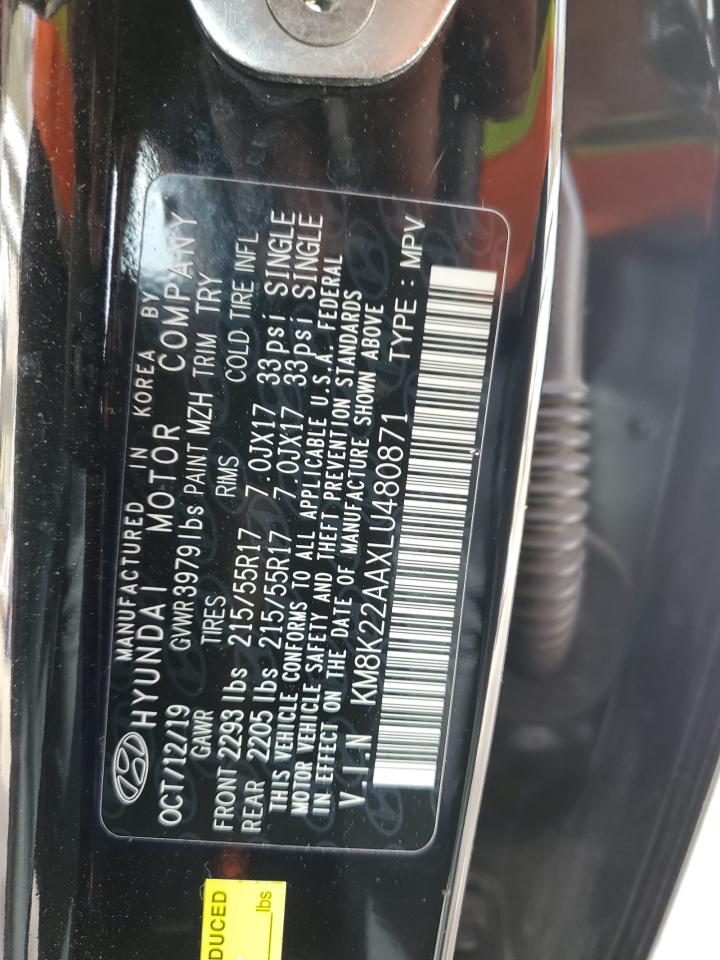 MANUFACTURED IN KOREA BY
HYUNDAI MOTOR COMPANY
OCT/12/19 GVWR3979lbs PAINT MZH TRIM TRY
GAWR TIRES RIMS COLD TIRE INFL
FRONT 2293 lbs 215/55R17 7.0JX17 33psi SINGLE
REAR 2205 lbs 215/55R17 7.0JX17 33psi SINGLE
THIS VEHICLE CONFORMS TO ALL APPLICABLE U.S.A. FEDERAL
MOTOR VEHICLE SAFETY AND THEFT PREVENTION STANDARDS
IN EFFECT ON THE DATE OF MANUFACTURE SHOWN ABOVE
V.I.N KM8K22AAXLU480871 TYPE : MPV
DUCED
lbs